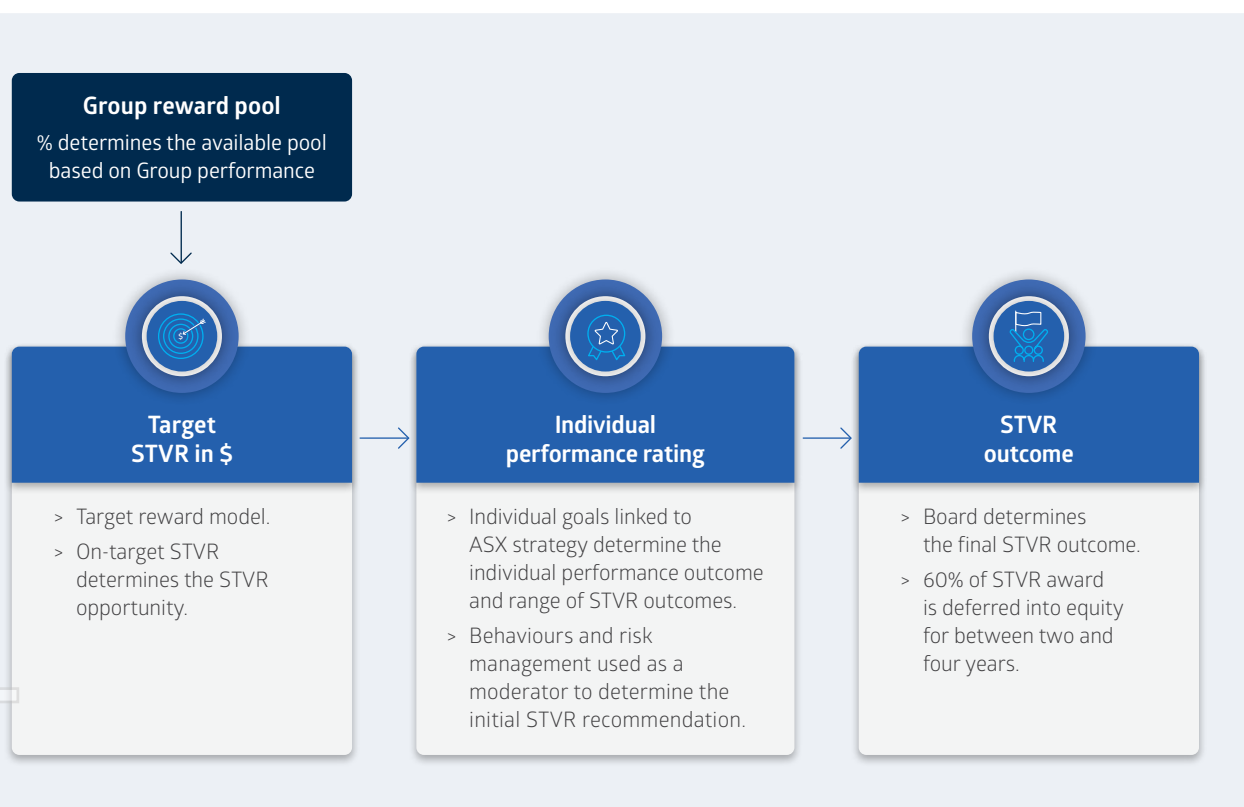 Group reward pool
% determines the available pool
based on Group performance
$
Target
STVR in $
> Target reward model.
> On-target STVR
determines the STVR
opportunity.
Individual
performance rating
> Individual goals linked to
ASX strategy determine the
individual performance outcome
and range of STVR outcomes.
> Behaviours and risk
management used as a
moderator to determine the
initial STVR recommendation.
STVR
outcome
> Board determines
the final STVR outcome.
> 60% of STVR award
is deferred into equity
for between two and
four years.